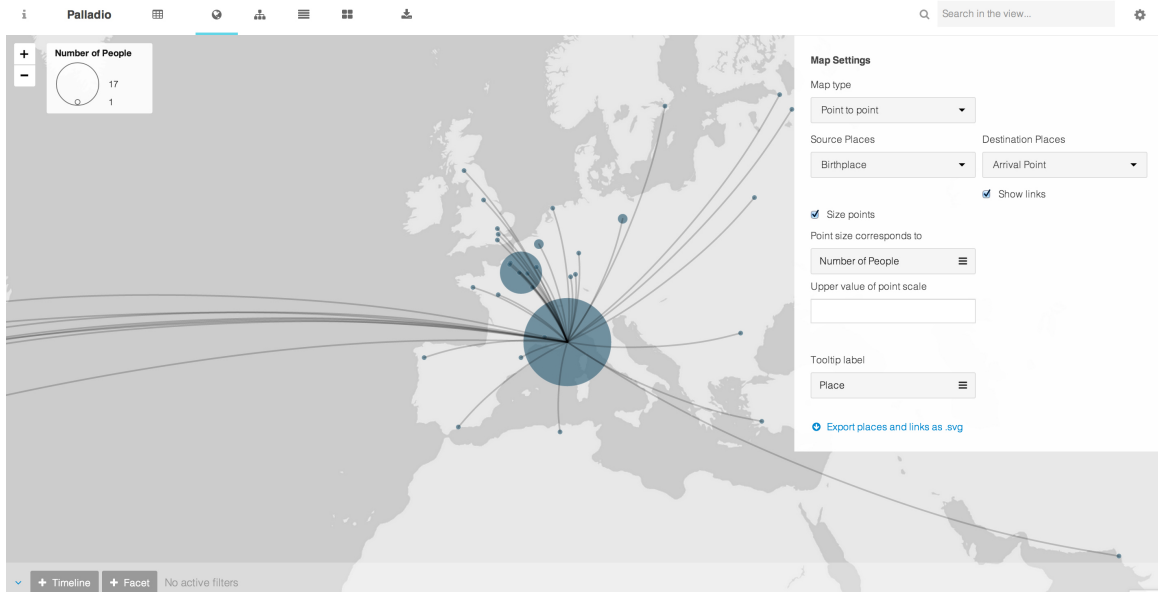 i Palladio Search in the view...
+
−
Number of People
17
1
Map Settings
Map type
Point to point
Source Places Destination Places
Birthplace Arrival Point
Show links
Size points
Point size corresponds to
Number of People
Upper value of point scale
Tooltip label
Place
Export places and links as .svg
+ Timeline + Facet No active filters